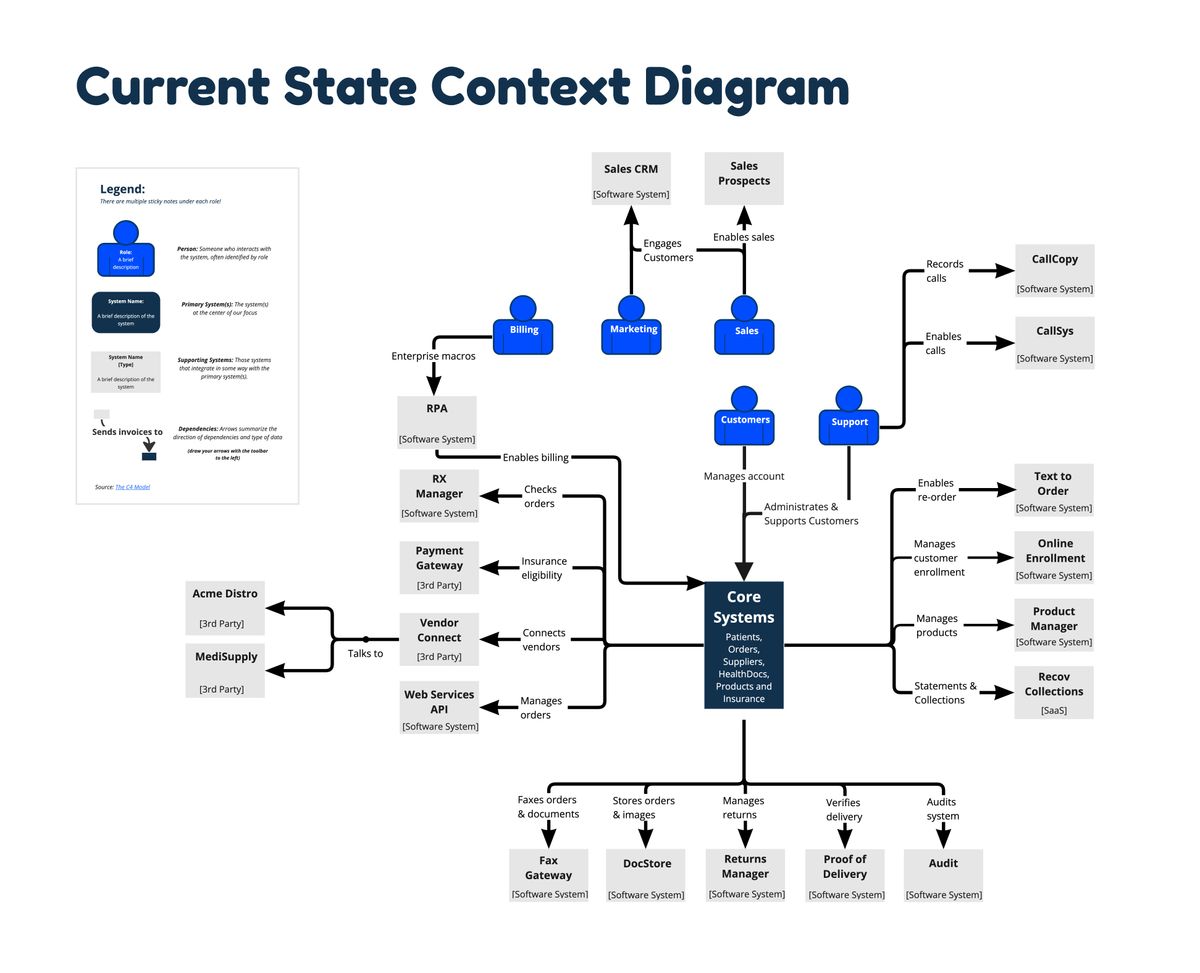 Current State Context Diagram
Legend:
There are multiple sticky notes under each role!
Role:
A brief
description
Person: Someone who interacts with
the system, often identified by role
System Name:
A brief description of the
system
Primary System(s): The system(s)
at the center of our focus
System Name
[Type]
A brief description of the
system
Supporting Systems: Those systems
that integrate in some way with the
primary system(s).
Sends invoices to
Dependencies: Arrows summarize the
direction of dependencies and type of data
(draw your arrows with the toolbar
to the left)
Source: The C4 Model
Sales CRM
[Software System]
Sales
Prospects
Engages
Customers
Enables sales
Billing
Marketing
Sales
Enterprise macros
RPA
[Software System]
Enables billing
Customers
Support
Records
calls
CallCopy
[Software System]
Enables
calls
CallSys
[Software System]
Manages account
Administrates &
Supports Customers
RX
Manager
[Software System]
Checks
orders
Payment
Gateway
[3rd Party]
Insurance
eligibility
Vendor
Connect
[3rd Party]
Connects
vendors
Web Services
API
[Software System]
Manages
orders
Acme Distro
[3rd Party]
MediSupply
[3rd Party]
Talks to
Core
Systems
Patients,
Orders,
Suppliers,
HealthDocs,
Products and
Insurance
Enables
re-order
Text to
Order
[Software System]
Manages
customer
enrollment
Online
Enrollment
[Software System]
Manages
products
Product
Manager
[Software System]
Statements &
Collections
Recov
Collections
[SaaS]
Faxes orders
& documents
Stores orders
& images
Manages
returns
Verifies
delivery
Audits
system
Fax
Gateway
[Software System]
DocStore
[Software System]
Returns
Manager
[Software System]
Proof of
Delivery
[Software System]
Audit
[Software System]